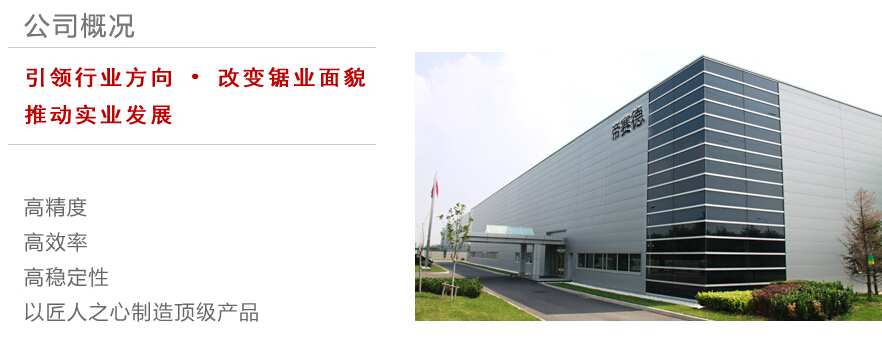 公司概况
引领行业方向 • 改变锯业面貌
推动实业发展
高精度
高效率
高稳定性
以匠人之心制造顶级产品
帝赛德